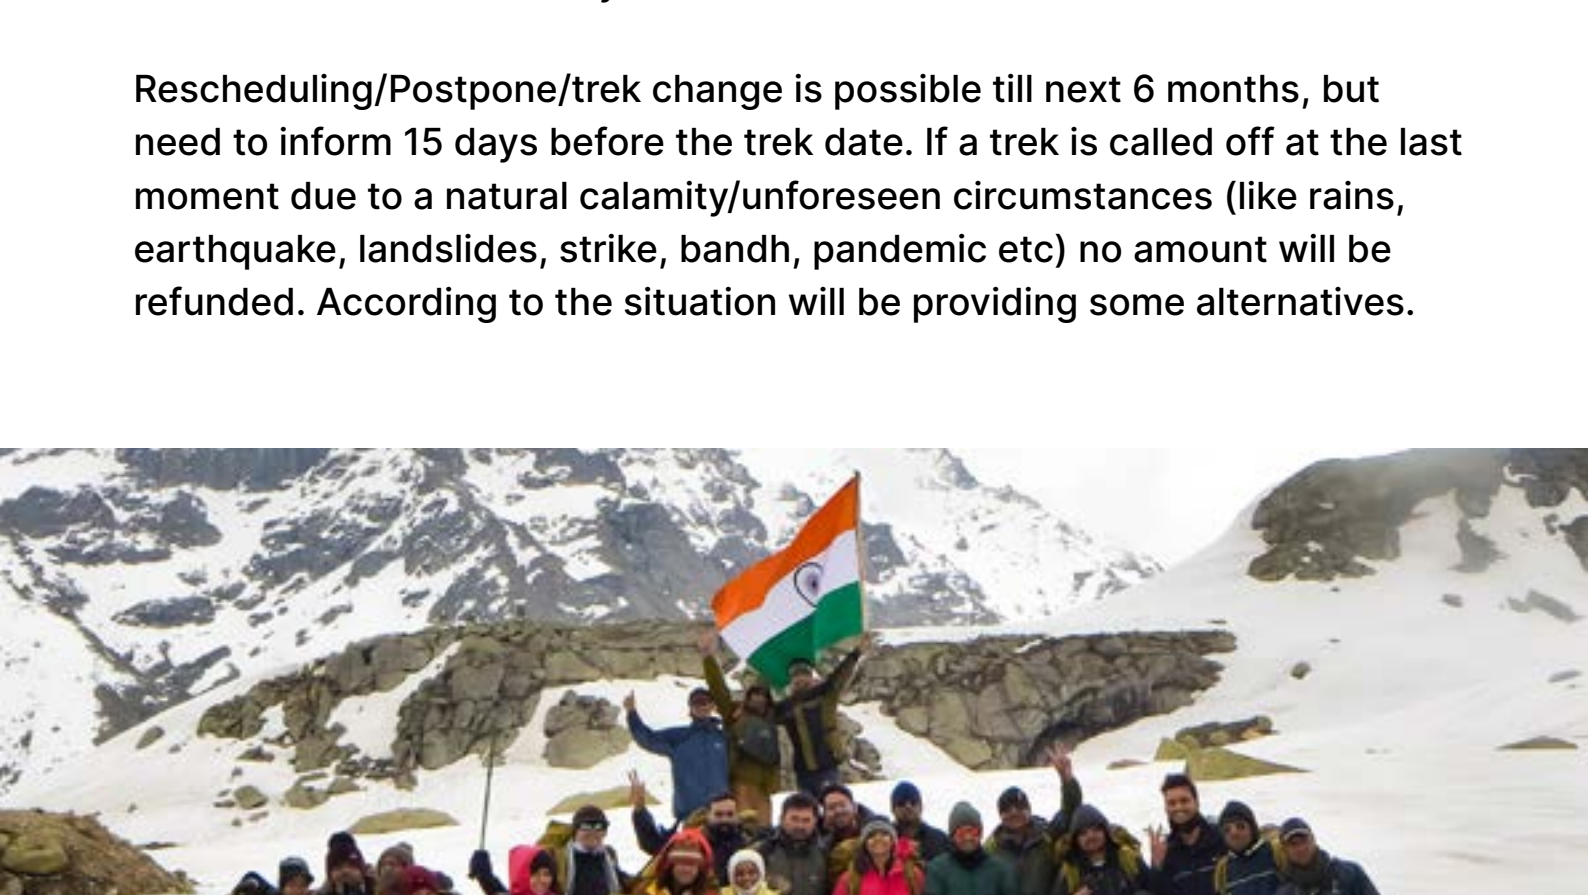 Rescheduling/Postpone/trek change is possible till next 6 months, but
need to inform 15 days before the trek date. If a trek is called off at the last
moment due to a natural calamity/unforeseen circumstances (like rains,
earthquake, landslides, strike, bandh, pandemic etc) no amount will be
refunded. According to the situation will be providing some alternatives.